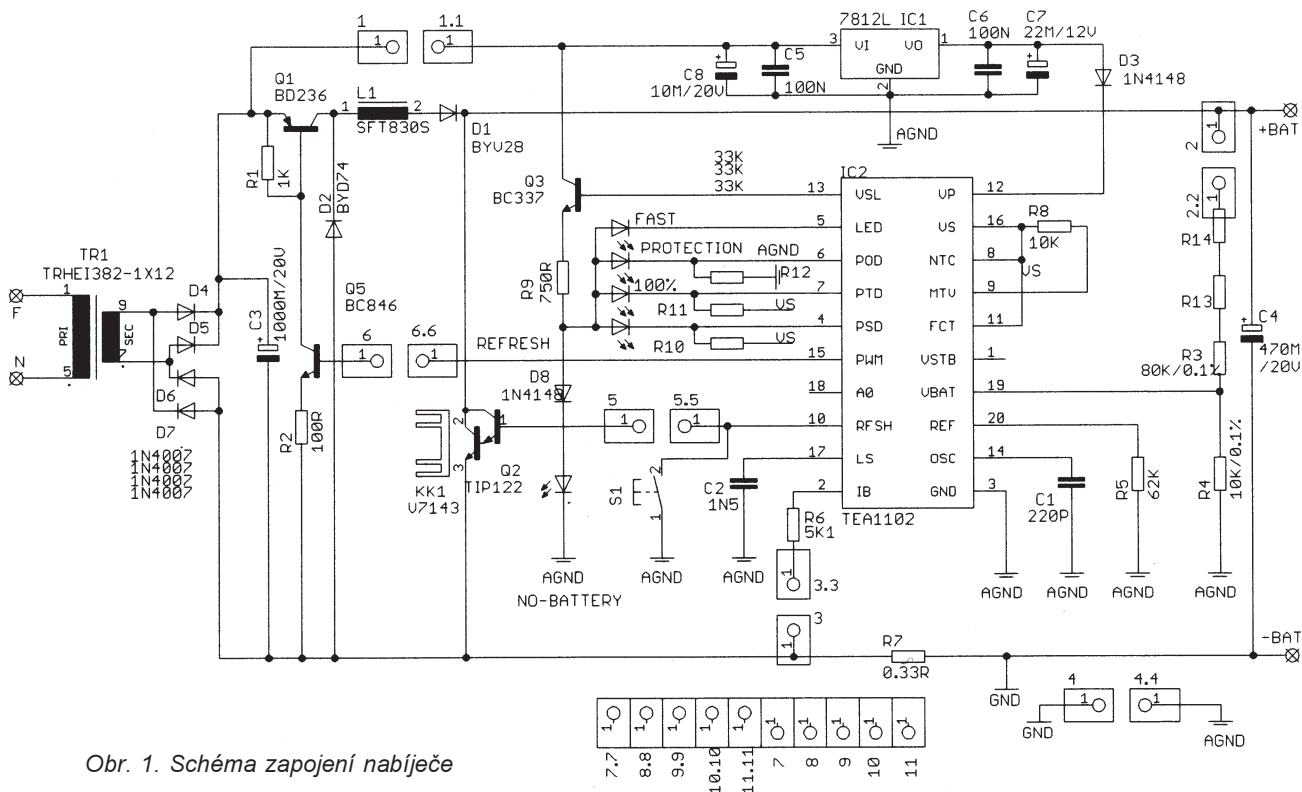 1
1.1
7812L IC1
C6
100N
C7
22M/12V
3 VI VO 1
GND
2
C8
10M/20V
C5
100N
D3
1N4148
Q1
BD236
L1
1 2
SFT830S
D1
BYV28
AGND
+BAT
2
2.2
R1
1K
D2
BYD74
Q3
BC337
33K
33K
33K
IC2
13 VSL VP 12
5 LED VS 16
6 POD NTC 8
7 PTD MTV 9
4 PSD FCT 11
15 PWM VSTB 1
18 A0 VBAT 19
10 RFSH REF 20
17 LS OSC 14
2 IB GND 3
TEA1102
R8
10K
VS
FAST
PROTECTION
AGND
R12
100%
R11
VS
R10
VS
REFRESH
R9
750R
R14
R13
R3
80K/0.1%
C4
470M
/20V
R4
10K/0.1%
TR1
TRHEI382-1X12
F
N
1
5
PRI
SEC
9
7
D4
D5
D6
D7
1N4007
1N4007
1N4007
1N4007
C3
1000M/20V
Q5
BC846
6
6.6
R2
100R
D8
1N4148
KK1
V7143
1
2
3
Q2
TIP122
5
5.5
S1
2
1
C2
1N5
R6
5K1
3.3
3
C1
220P
R5
62K
AGND
AGND
AGND
AGND
AGND
AGND
AGND
NO-BATTERY
R7
0.33R
-BAT
GND
4
4.4
GND
AGND
7.7
8.8
9.9
10.10
11.11
7
8
9
10
11
Obr. 1. Schéma zapojení nabíječe